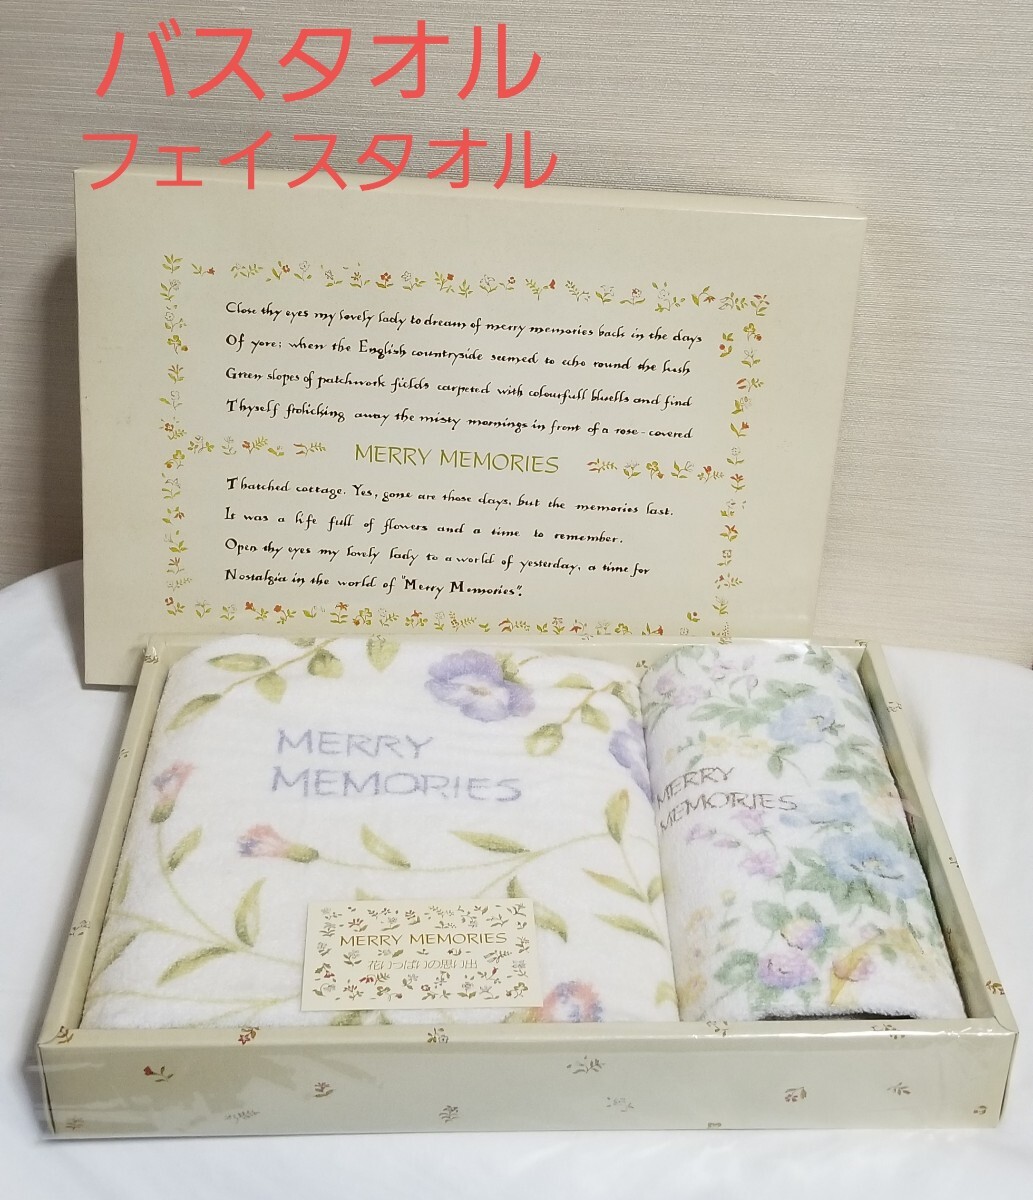 バスタオル
フェイスタオル
Close thy eyes my lovely lady to dream of merry memories back in the days
Of yore; when the English countryside seemed to echo round the lush
Green slopes of patchwork fields carpeted with colourfull bluells and find
Thyself frolicking away the misty mornings in front of a rose-covered
MERRY MEMORIES
Thatched cottage. Yes, gone are those days, but the memories last.
It was a life full of flowers and a time to remember.
Open thy eyes my lovely lady to a world of yesterday, a time for
Nostalgia in the world of "Merry Memories".
MERRY
MEMORIES
MERRY
MEMORIES
MERRY MEMORIES
花いっぱいの思い出